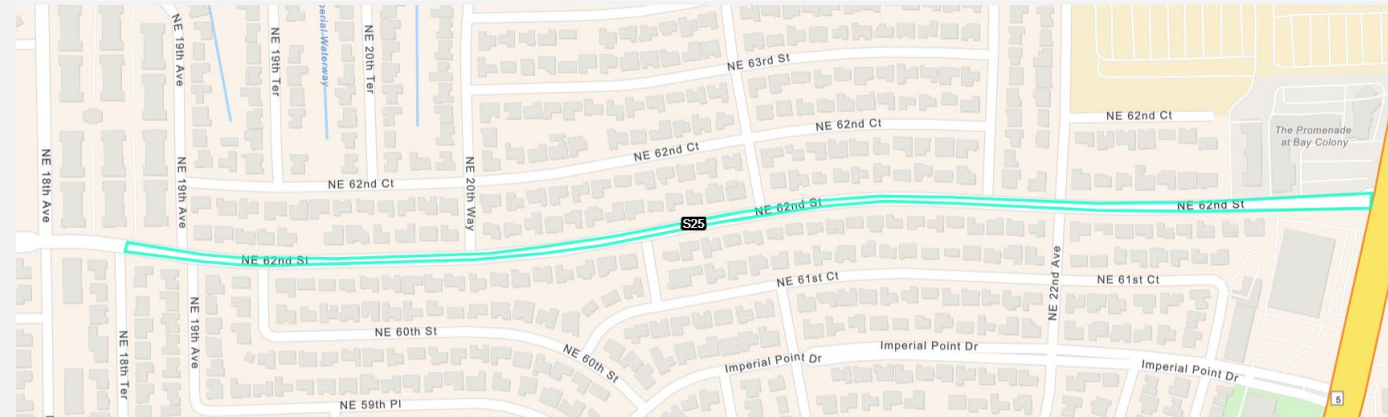 NE 18th Ave
NE 19th Ave
NE 19th Ter
perial-Waterway
NE 20th Ter
NE 63rd St
NE 62nd Ct
NE 62nd Ct
NE 62nd Ct
NE 62nd Ct
The Promenade
at Bay Colony
NE 19th Ave
NE 20th Way
NE 62nd St
S25
NE 62nd St
NE 62nd St
NE 22nd Ave
NE 61st Ct
NE 61st Ct
NE 19th Ave
NE 18th Ter
NE 60th St
NE 60th St
Imperial Point Dr
Imperial Point Dr
Imperial Point Dr
NE 59th Pl
5